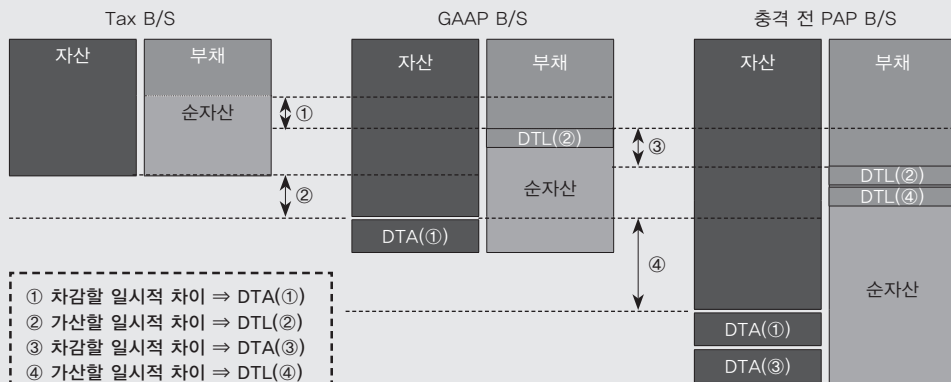 Tax B/S
GAAP B/S
충격 전 PAP B/S
자산
부채
순자산
①
②
자산
부채
DTL(②)
순자산
DTA(①)
③
④
자산
부채
DTL(②)
DTL(④)
순자산
DTA(①)
DTA(③)
① 차감할 일시적 차이 ⇒ DTA(①)
② 가산할 일시적 차이 ⇒ DTL(②)
③ 차감할 일시적 차이 ⇒ DTA(③)
④ 가산할 일시적 차이 ⇒ DTL(④)